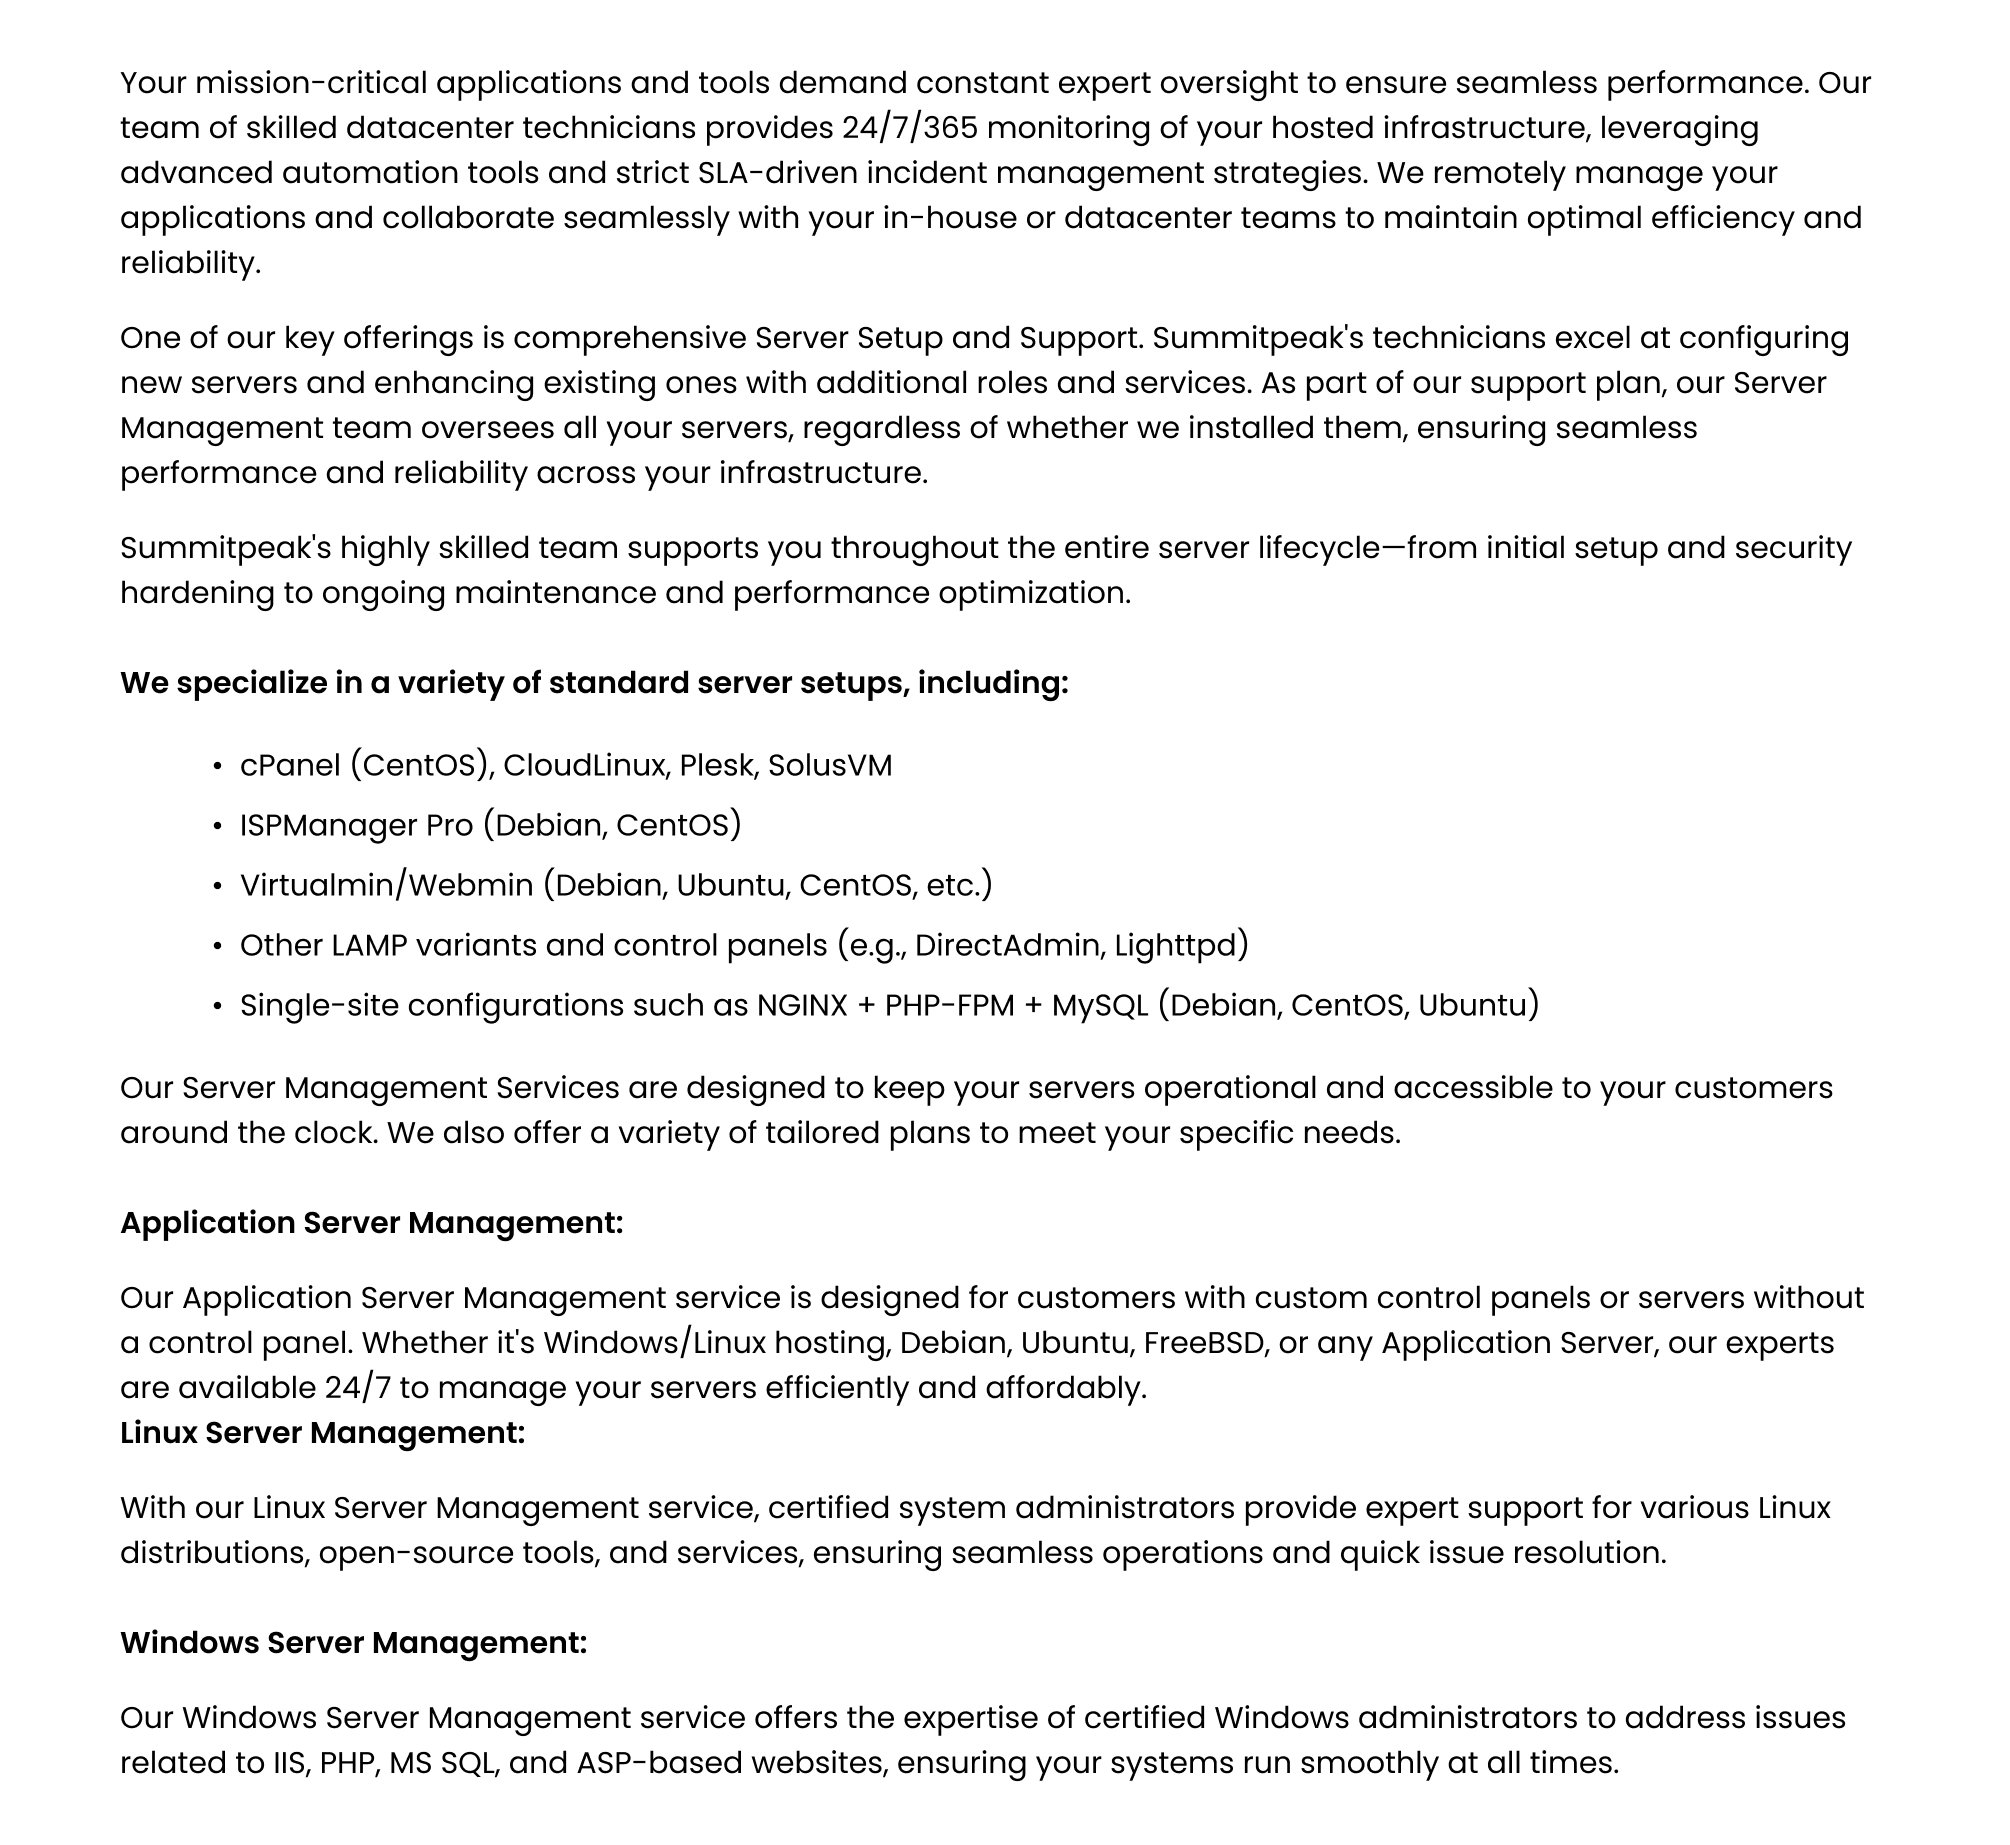 Your mission-critical applications and tools demand constant expert oversight to ensure seamless performance. Our
team of skilled datacenter technicians provides 24/7/365 monitoring of your hosted infrastructure, leveraging
advanced automation tools and strict SLA-driven incident management strategies. We remotely manage your
applications and collaborate seamlessly with your in-house or datacenter teams to maintain optimal efficiency and
reliability.
One of our key offerings is comprehensive Server Setup and Support. Summitpeak's technicians excel at configuring
new servers and enhancing existing ones with additional roles and services. As part of our support plan, our Server
Management team oversees all your servers, regardless of whether we installed them, ensuring seamless
performance and reliability across your infrastructure.
Summitpeak's highly skilled team supports you throughout the entire server lifecycle—from initial setup and security
hardening to ongoing maintenance and performance optimization.
We specialize in a variety of standard server setups, including:
• cPanel (CentOS), CloudLinux, Plesk, SolusVM
• ISPManager Pro (Debian, CentOS)
• Virtualmin/Webmin (Debian, Ubuntu, CentOS, etc.)
• Other LAMP variants and control panels (e.g., DirectAdmin, Lighttpd)
• Single-site configurations such as NGINX + PHP-FPM + MySQL (Debian, CentOS, Ubuntu)
Our Server Management Services are designed to keep your servers operational and accessible to your customers
around the clock. We also offer a variety of tailored plans to meet your specific needs.
Application Server Management:
Our Application Server Management service is designed for customers with custom control panels or servers without
a control panel. Whether it's Windows/Linux hosting, Debian, Ubuntu, FreeBSD, or any Application Server, our experts
are available 24/7 to manage your servers efficiently and affordably.
Linux Server Management:
With our Linux Server Management service, certified system administrators provide expert support for various Linux
distributions, open-source tools, and services, ensuring seamless operations and quick issue resolution.
Windows Server Management:
Our Windows Server Management service offers the expertise of certified Windows administrators to address issues
related to IIS, PHP, MS SQL, and ASP-based websites, ensuring your systems run smoothly at all times.